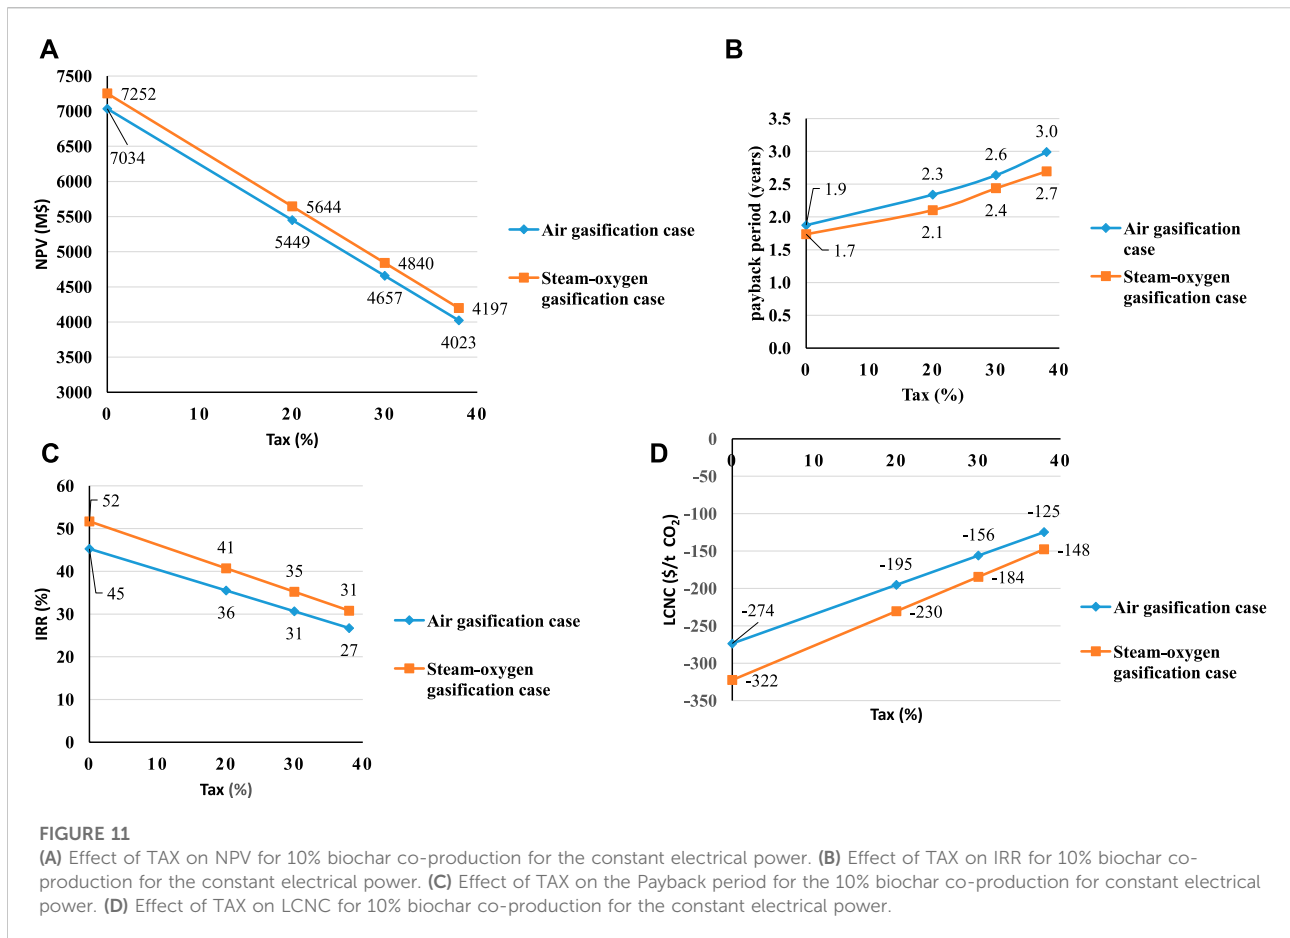 A
7500
7000
6500
6000
5500
5000
4500
4000
3500
3000
NPV (M$)
7252
7034
5644
5449
4840
4657
4197
4023
0 10 20 30 40
Tax (%)
Air gasification case
Steam-oxygen
gasification case
B
3.5
3.0
2.5
2.0
1.5
1.0
0.5
0.0
payback period (years)
1.9
1.7
2.3
2.1
2.6
2.4
3.0
2.7
0 10 20 30 40
Tax (%)
Air gasification
case
Steam-oxygen
gasification case
C
60
50
40
30
20
10
0
IRR (%)
52
45
41
36
35
31
31
27
0 10 20 30 40
Tax (%)
Air gasification case
Steam-oxygen
gasification case
D
0
-50
-100
-150
-200
-250
-300
-350
LCNC ($/t CO₂)
0 10 20 30 40
-274
-322
-195
-230
-156
-184
-125
-148
Tax (%)
Air gasification case
Steam-oxygen
gasification case
FIGURE 11
(A) Effect of TAX on NPV for 10% biochar co-production for the constant electrical power. (B) Effect of TAX on IRR for 10% biochar co-
production for the constant electrical power. (C) Effect of TAX on the Payback period for the 10% biochar co-production for constant electrical
power. (D) Effect of TAX on LCNC for 10% biochar co-production for the constant electrical power.